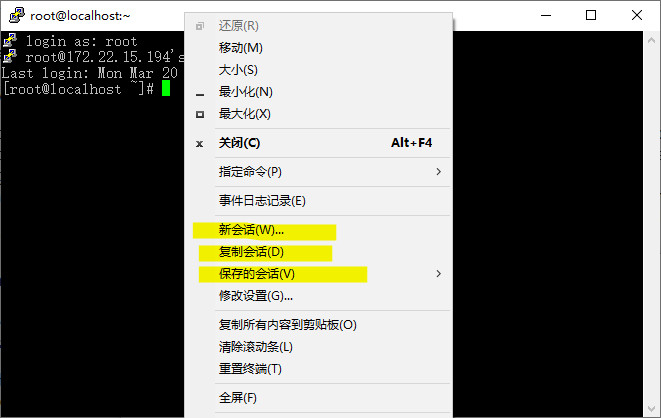 root@localhost:~
login as: root
root@172.22.15.194's
Last login: Mon Mar 20
[root@localhost ~]#
还原(R)
移动(M)
大小(S)
最小化(N)
最大化(X)
关闭(C) Alt+F4
指定命令(P)
事件日志记录(E)
新会话(W)...
复制会话(D)
保存的会话(V)
修改设置(G)...
复制所有内容到剪贴板(O)
清除滚动条(L)
重置终端(T)
全屏(F)